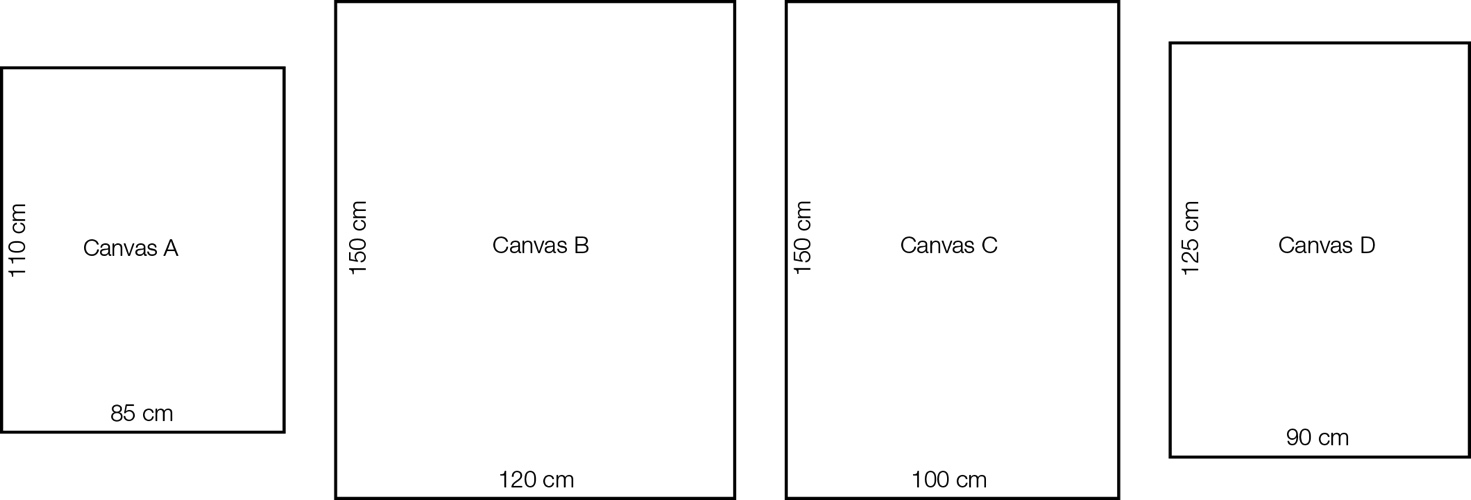 110 cm
Canvas A
85 cm
150 cm
Canvas B
120 cm
150 cm
Canvas C
100 cm
125 cm
Canvas D
90 cm